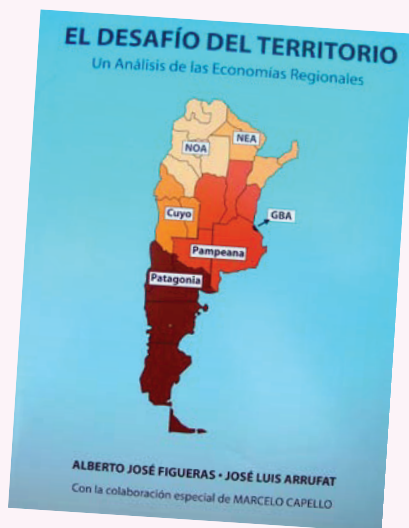 EL DESAFÍO DEL TERRITORIO
Un Análisis de las Economías Regionales
NEA
NOA
Cuyo
GBA
Pampeana
Patagonia
ALBERTO JOSÉ FIGUERAS • JOSÉ LUIS ARRUFAT
Con la colaboración especial de MARCELO CAPELLO